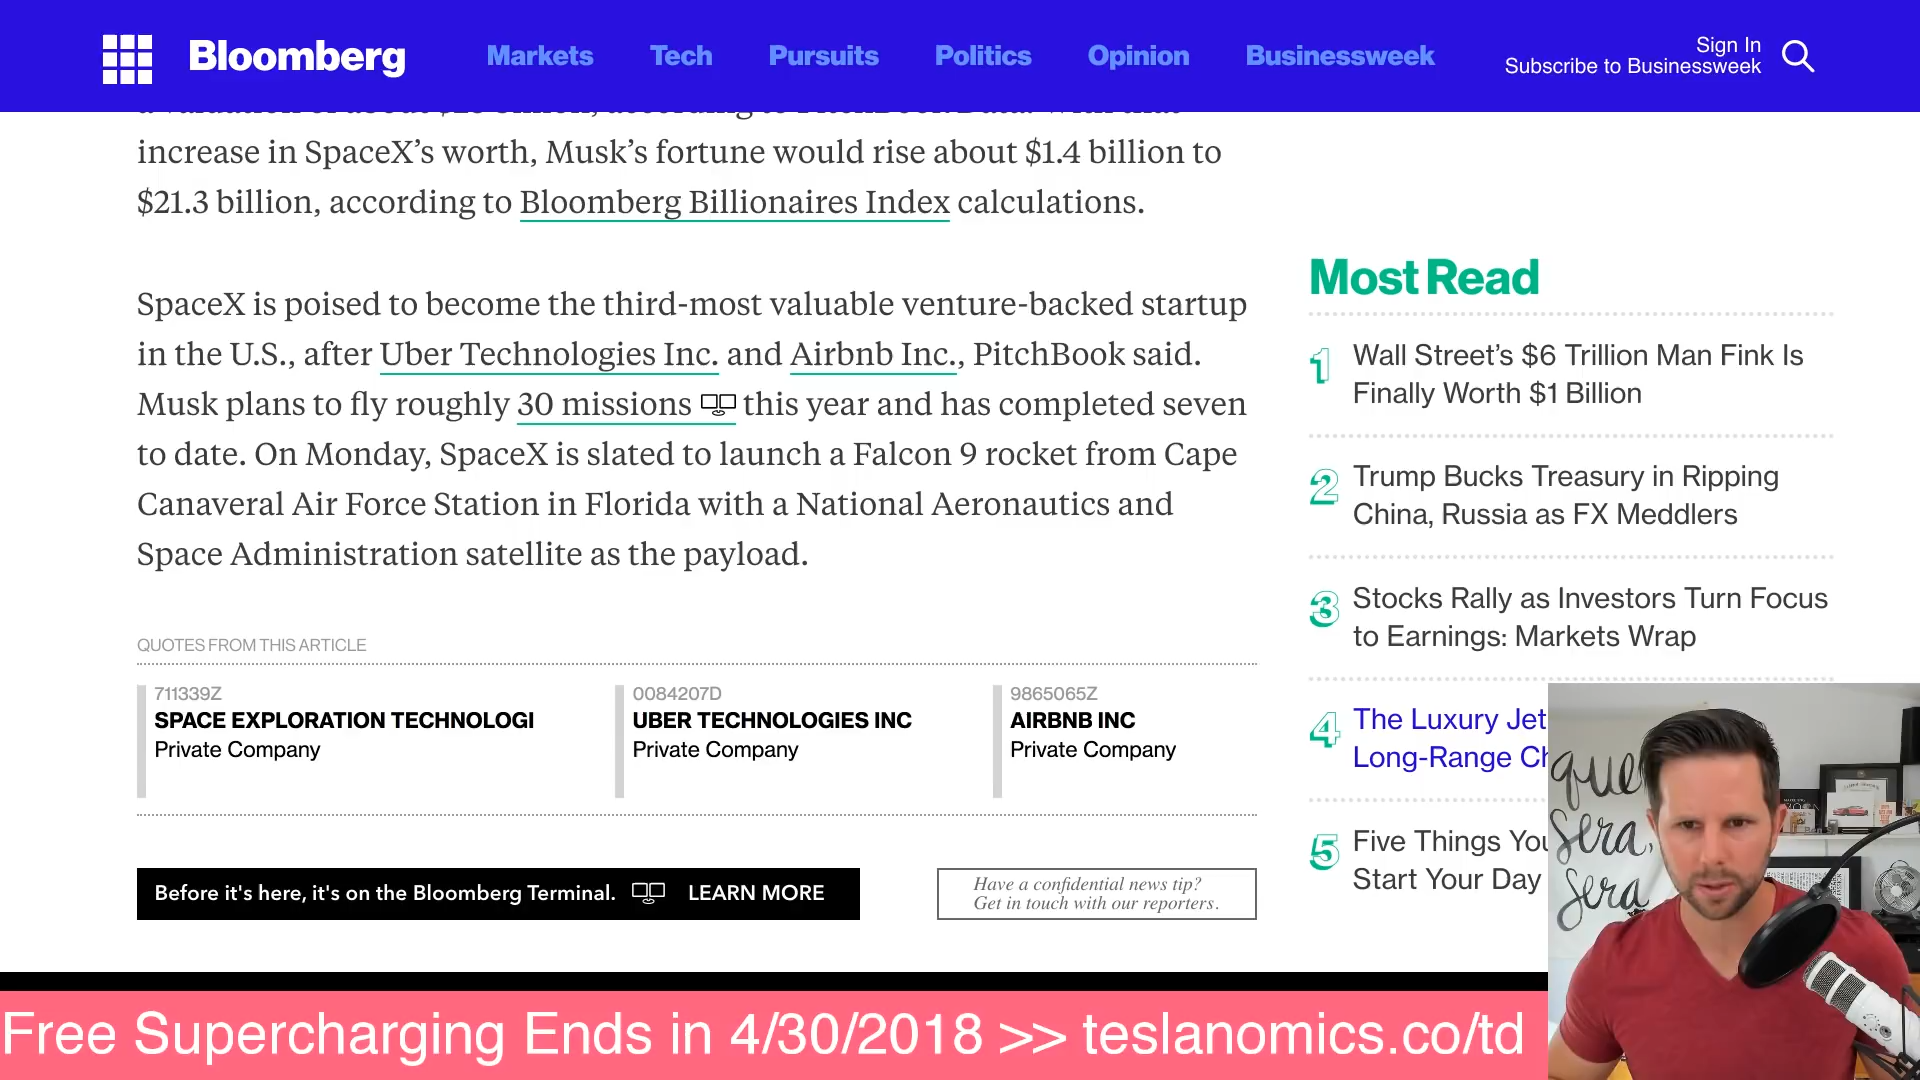 Bloomberg
Markets
Tech
Pursuits
Politics
Opinion
Businessweek
Sign In
Subscribe to Businessweek
increase in SpaceX’s worth, Musk’s fortune would rise about $1.4 billion to
$21.3 billion, according to Bloomberg Billionaires Index calculations.
SpaceX is poised to become the third-most valuable venture-backed startup
in the U.S., after Uber Technologies Inc. and Airbnb Inc., PitchBook said.
Musk plans to fly roughly 30 missions this year and has completed seven
to date. On Monday, SpaceX is slated to launch a Falcon 9 rocket from Cape
Canaveral Air Force Station in Florida with a National Aeronautics and
Space Administration satellite as the payload.
QUOTES FROM THIS ARTICLE
711339Z
SPACE EXPLORATION TECHNOLOGI
Private Company
0084207D
UBER TECHNOLOGIES INC
Private Company
9865065Z
AIRBNB INC
Private Company
Before it's here, it's on the Bloomberg Terminal. LEARN MORE
Have a confidential news tip?
Get in touch with our reporters.
Most Read
1 Wall Street’s $6 Trillion Man Fink Is
Finally Worth $1 Billion
2 Trump Bucks Treasury in Ripping
China, Russia as FX Meddlers
3 Stocks Rally as Investors Turn Focus
to Earnings: Markets Wrap
4 The Luxury Jet
Long-Range
5 Five Things You
Start Your Day
que
sera,
sera
Free Supercharging Ends in 4/30/2018 >> teslanomics.co/td